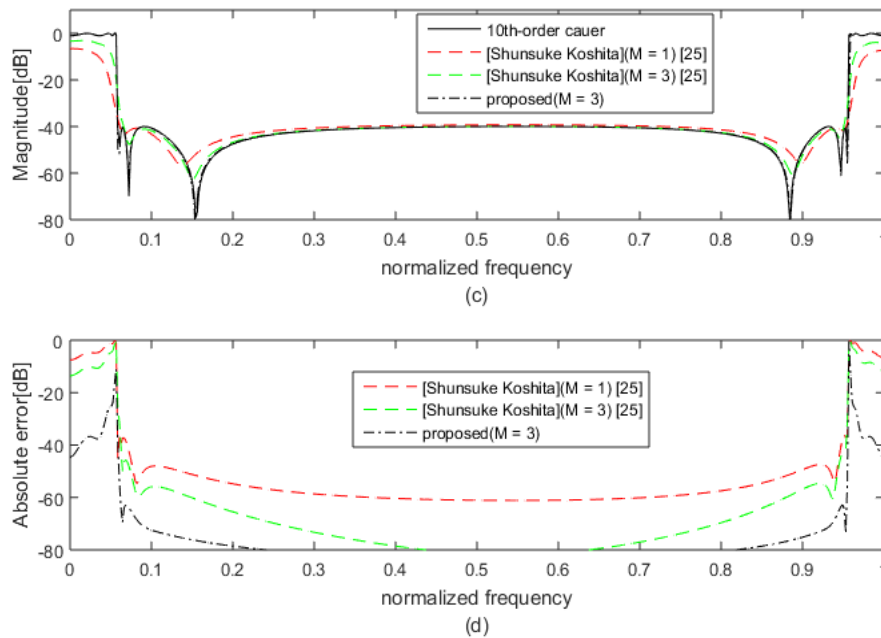 0
-20
-40
-60
-80
Magnitude[dB]
10th-order cauer
[Shunsuke Koshita](M = 1) [25]
[Shunsuke Koshita](M = 3) [25]
proposed(M = 3)
0 0.1 0.2 0.3 0.4 0.5 0.6 0.7 0.8 0.9
normalized frequency
(c)
0
-20
-40
-60
-80
Absolute error[dB]
[Shunsuke Koshita](M = 1) [25]
[Shunsuke Koshita](M = 3) [25]
proposed(M = 3)
0 0.1 0.2 0.3 0.4 0.5 0.6 0.7 0.8 0.9
normalized frequency
(d)